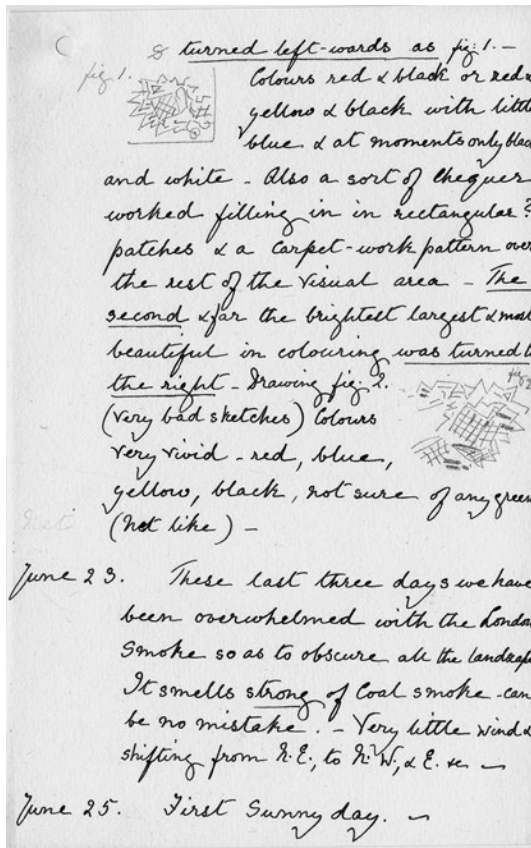 & turned left-wards as fig: 1. —
fig 1.
Colours red & black or red &
yellow & black with little
blue & at moments only blac
and white - Also a sort of chequer
worked filling in in rectangular?
patches & a carpet-work pattern over
the rest of the visual area - The
second & far the brightest largest & most
beautiful in colouring was turned t
the right - Drawing fig: 2.
fig
(very bad sketches) Colours
very vivid - red, blue,
yellow, black, not sure of any green
(not like) —
June 23. These last three days we have
been overwhelmed with the London
Smoke so as to obscure all the landscap
It smells strong of Coal smoke - can
be no mistake. - Very little wind &
shifting from N.E., to N.W, & E. &c —
June 25. First Sunny day. —